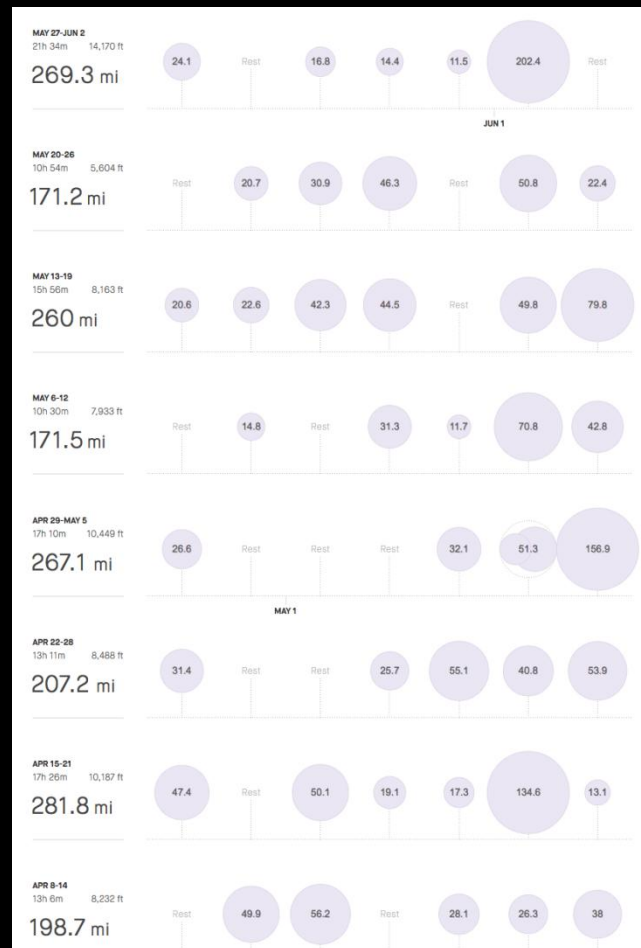 MAY 27-JUN 2
21h 34m 14,170 ft
269.3 mi
24.1 Rest 16.8 14.4 11.5 202.4 Rest
JUN 1
MAY 20-26
10h 54m 5,604 ft
171.2 mi
Rest 20.7 30.9 46.3 Rest 50.8 22.4
MAY 13-19
15h 56m 8,163 ft
260 mi
20.6 22.6 42.3 44.5 Rest 49.8 79.8
MAY 6-12
10h 30m 7,933 ft
171.5 mi
Rest 14.8 Rest 31.3 11.7 70.8 42.8
APR 29-MAY 5
17h 10m 10,449 ft
267.1 mi
26.6 Rest Rest Rest 32.1 51.3 156.9
MAY 1
APR 22-28
13h 11m 8,488 ft
207.2 mi
31.4 Rest Rest 25.7 55.1 40.8 53.9
APR 15-21
17h 26m 10,187 ft
281.8 mi
47.4 Rest 50.1 19.1 17.3 134.6 13.1
APR 8-14
13h 6m 8,232 ft
198.7 mi
Rest 49.9 56.2 Rest 28.1 26.3 38